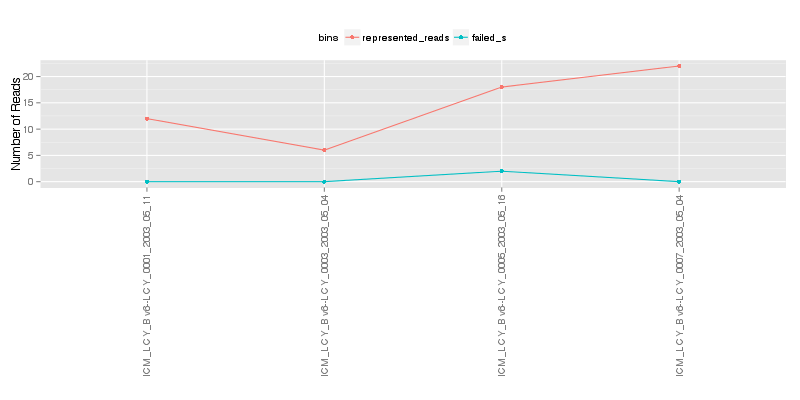 bins represented_reads failed_s
Number of Reads
20
15
10
5
0
ICM_LCY_Bv6--LCY_0001_2003_05_11
ICM_LCY_Bv6--LCY_0003_2003_05_04
ICM_LCY_Bv6--LCY_0005_2003_05_16
ICM_LCY_Bv6--LCY_0007_2003_05_04